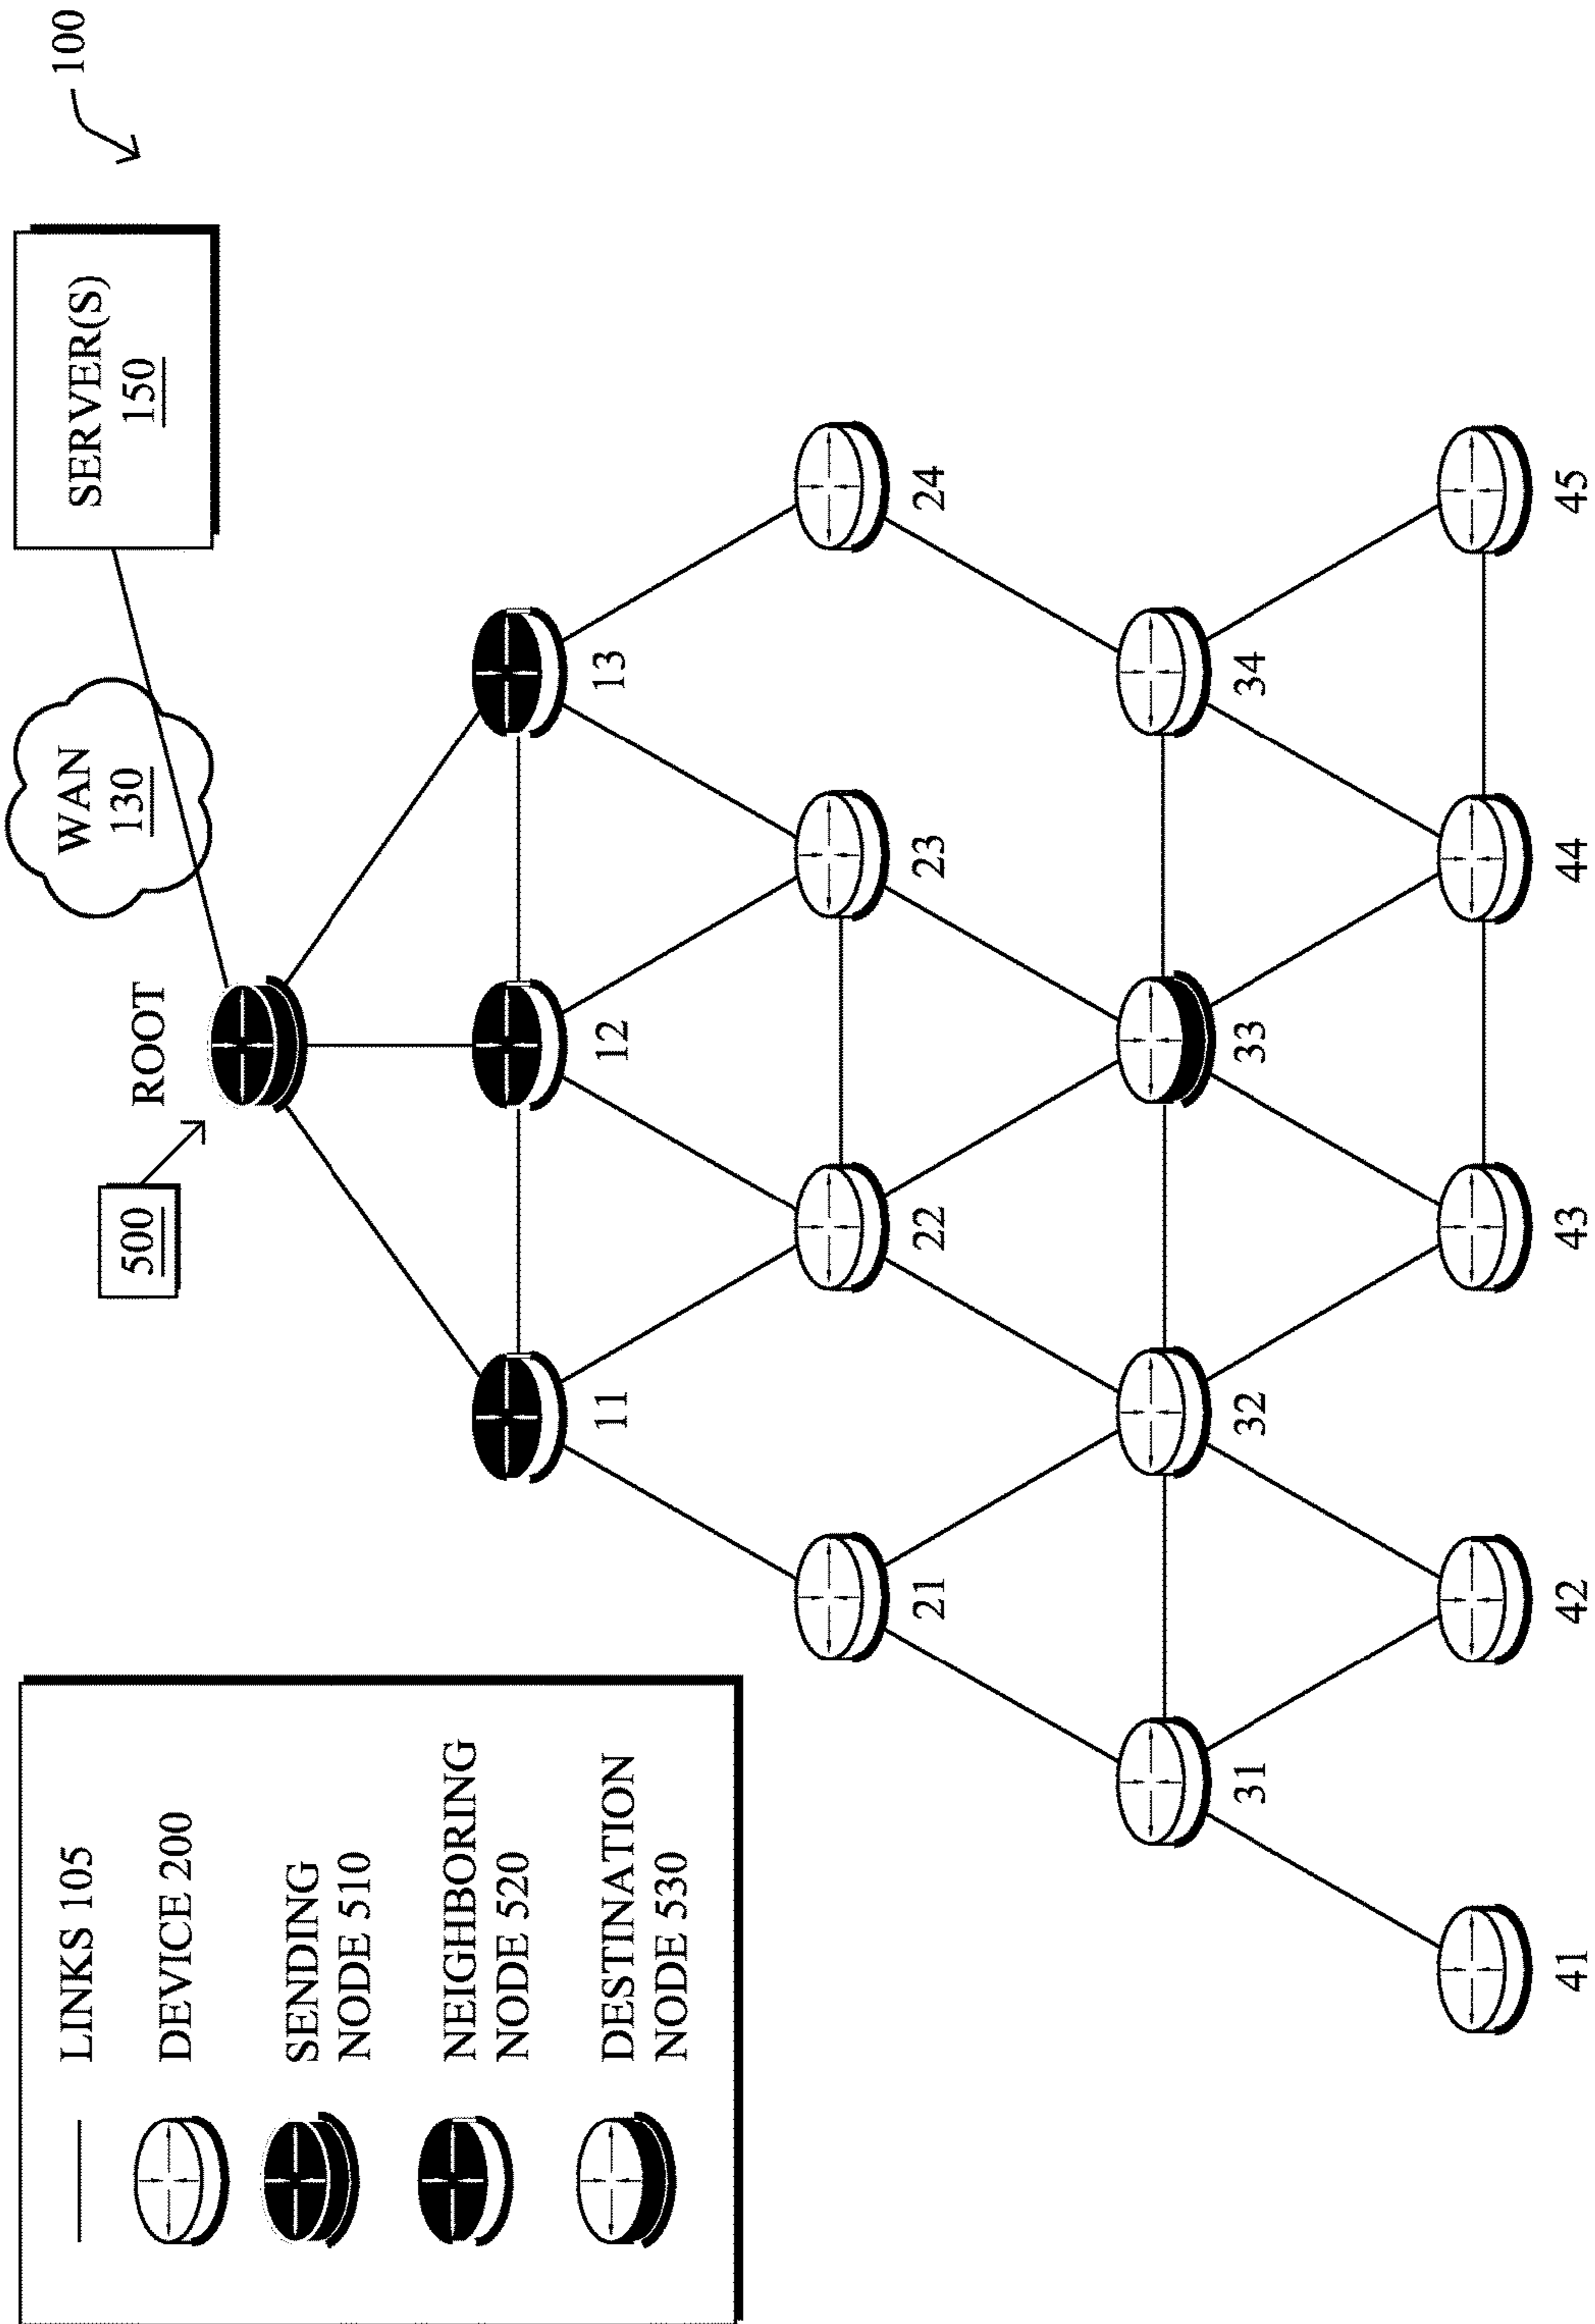 LINKS 105
DEVICE 200
SENDING
NODE 510
NEIGHBORING
NODE 520
DESTINATION
NODE 530
500
ROOT
WAN
130
SERVER(S)
150
100
11
12
13
21
22
23
24
31
32
33
34
41
42
43
44
45